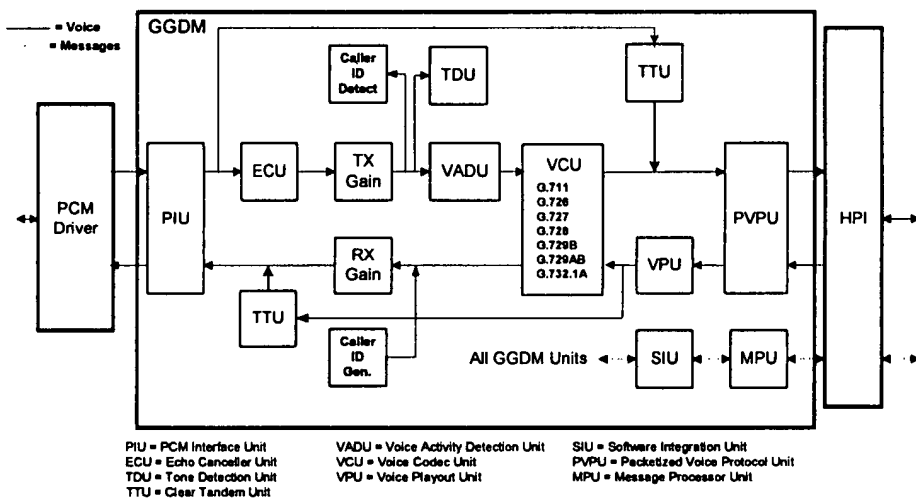 = Voice
= Messages
GGDM
Caller
ID
Detect
TDU
TTU
PCM
Driver
PIU
ECU
TX
Gain
VADU
VCU
G.711
G.726
G.727
G.728
G.729B
G.729AB
G.732.1A
PVPU
HPI
RX
Gain
VPU
TTU
Caller
ID
Gen.
All GGDM Units
SIU
MPU
PIU = PCM Interface Unit
ECU = Echo Canceller Unit
TDU = Tone Detection Unit
TTU = Clear Tandem Unit
VADU = Voice Activity Detection Unit
VCU = Voice Codec Unit
VPU = Voice Playout Unit
SIU = Software Integration Unit
PVPU = Packetized Voice Protocol Unit
MPU = Message Processor Unit